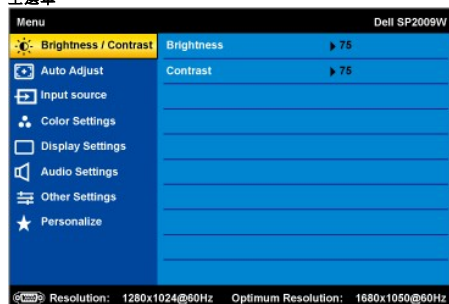 Menu Dell SP2009W
Brightness / Contrast Brightness 75
Auto Adjust Contrast 75
Input source
Color Settings
Display Settings
Audio Settings
Other Settings
Personalize
Resolution: 1280x1024@60Hz Optimum Resolution: 1680x1050@60Hz